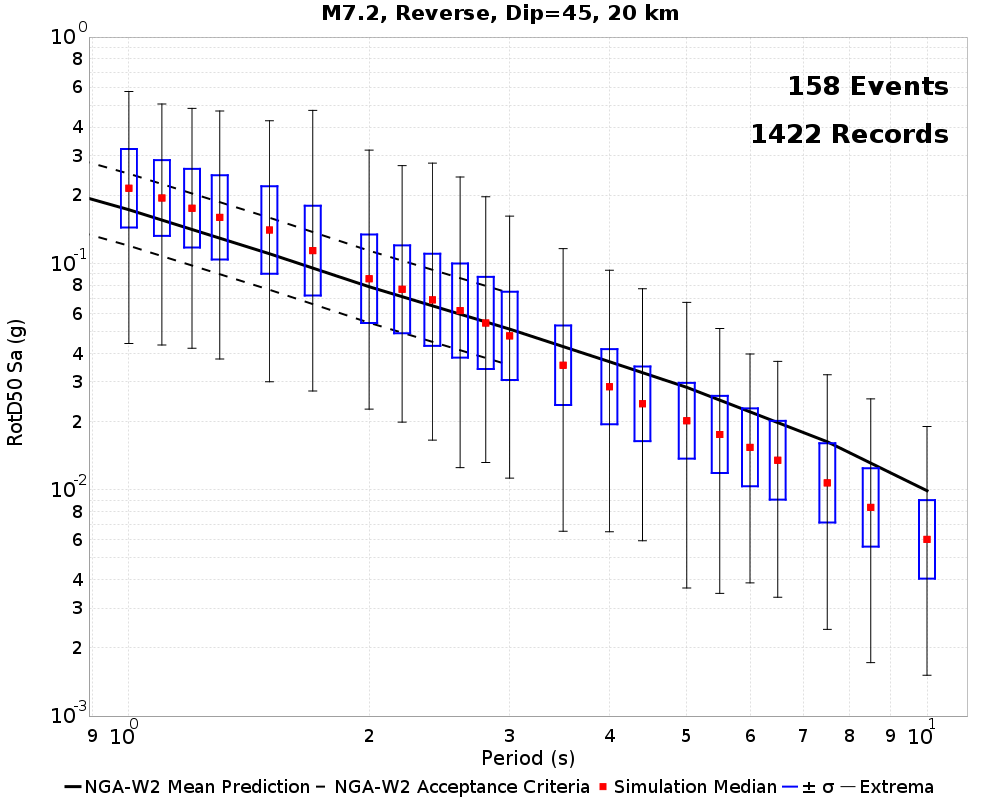 M7.2, Reverse, Dip=45, 20 km
158 Events
1422 Records
RotD50 Sa (g)
10^0
8
6
4
3
2
10^-1
8
6
4
3
2
10^-2
8
6
4
3
2
10^-3
9 10^0 2 3 4 5 6 7 8 9 10^1
Period (s)
NGA-W2 Mean Prediction NGA-W2 Acceptance Criteria Simulation Median ± σ Extrema